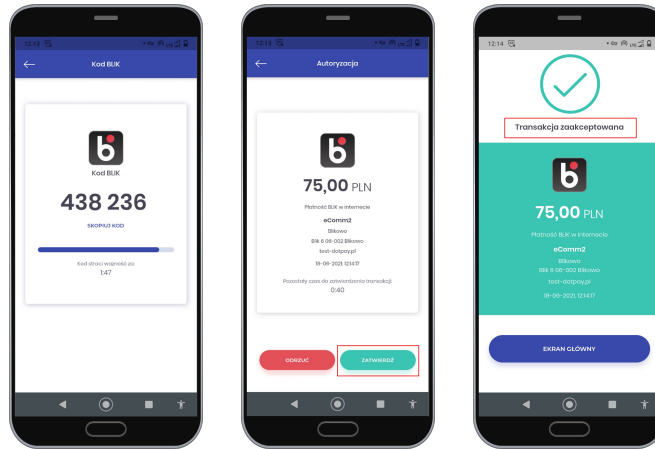 12:13
Kod BLIK
Kod BLIK
438 236
SKOPIUJ KOD
Kod straci ważność za:
1:47
12:13
Autoryzacja
75,00 PLN
Płatność BLIK w internecie
eComm2
Blikowo
Blik 6 06-002 Blikowo
test-dotpay.pl
18-06-2021, 12:14:17
Pozostały czas do zatwierdzenia transakcji:
0:40
ODRZUĆ
ZATWIERDŹ
12:14
Transakcja zaakceptowana
75,00 PLN
Płatność BLIK w internecie
eComm2
Blikowo
Blik 6 06-002 Blikowo
test-dotpay.pl
18-06-2021, 12:14:17
EKRAN GŁÓWNY